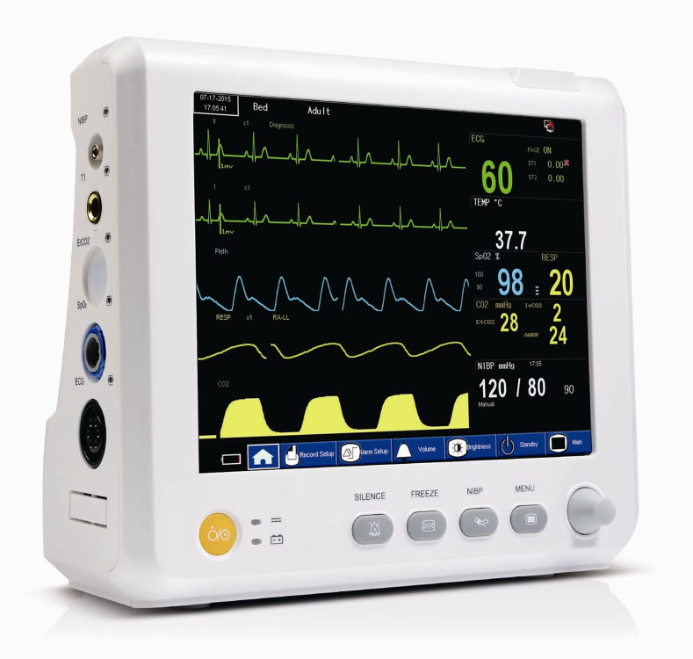 07-17-2015
17:05:41
Bed
Adult
II x1 Diagnosis
1mv
I x1
1mv
Pleth
RESP x1 RA-LL
CO2
ECG
PACE ON
ST1 0.00
ST2 0.00
60
TEMP °C
37.7
SpO2 % RESP
100
90
98 20
CO2 mmHg InCO2
2
EtCO2 28
AWRR 24
NIBP mmHg 17:05
120 / 80 90
Manual
Record Setup
Alarm Setup
Volume
Brightness
Standby
Main
NIBP
T1
EtCO2
SpO2
ECG
SILENCE
FREEZE
NIBP
MENU